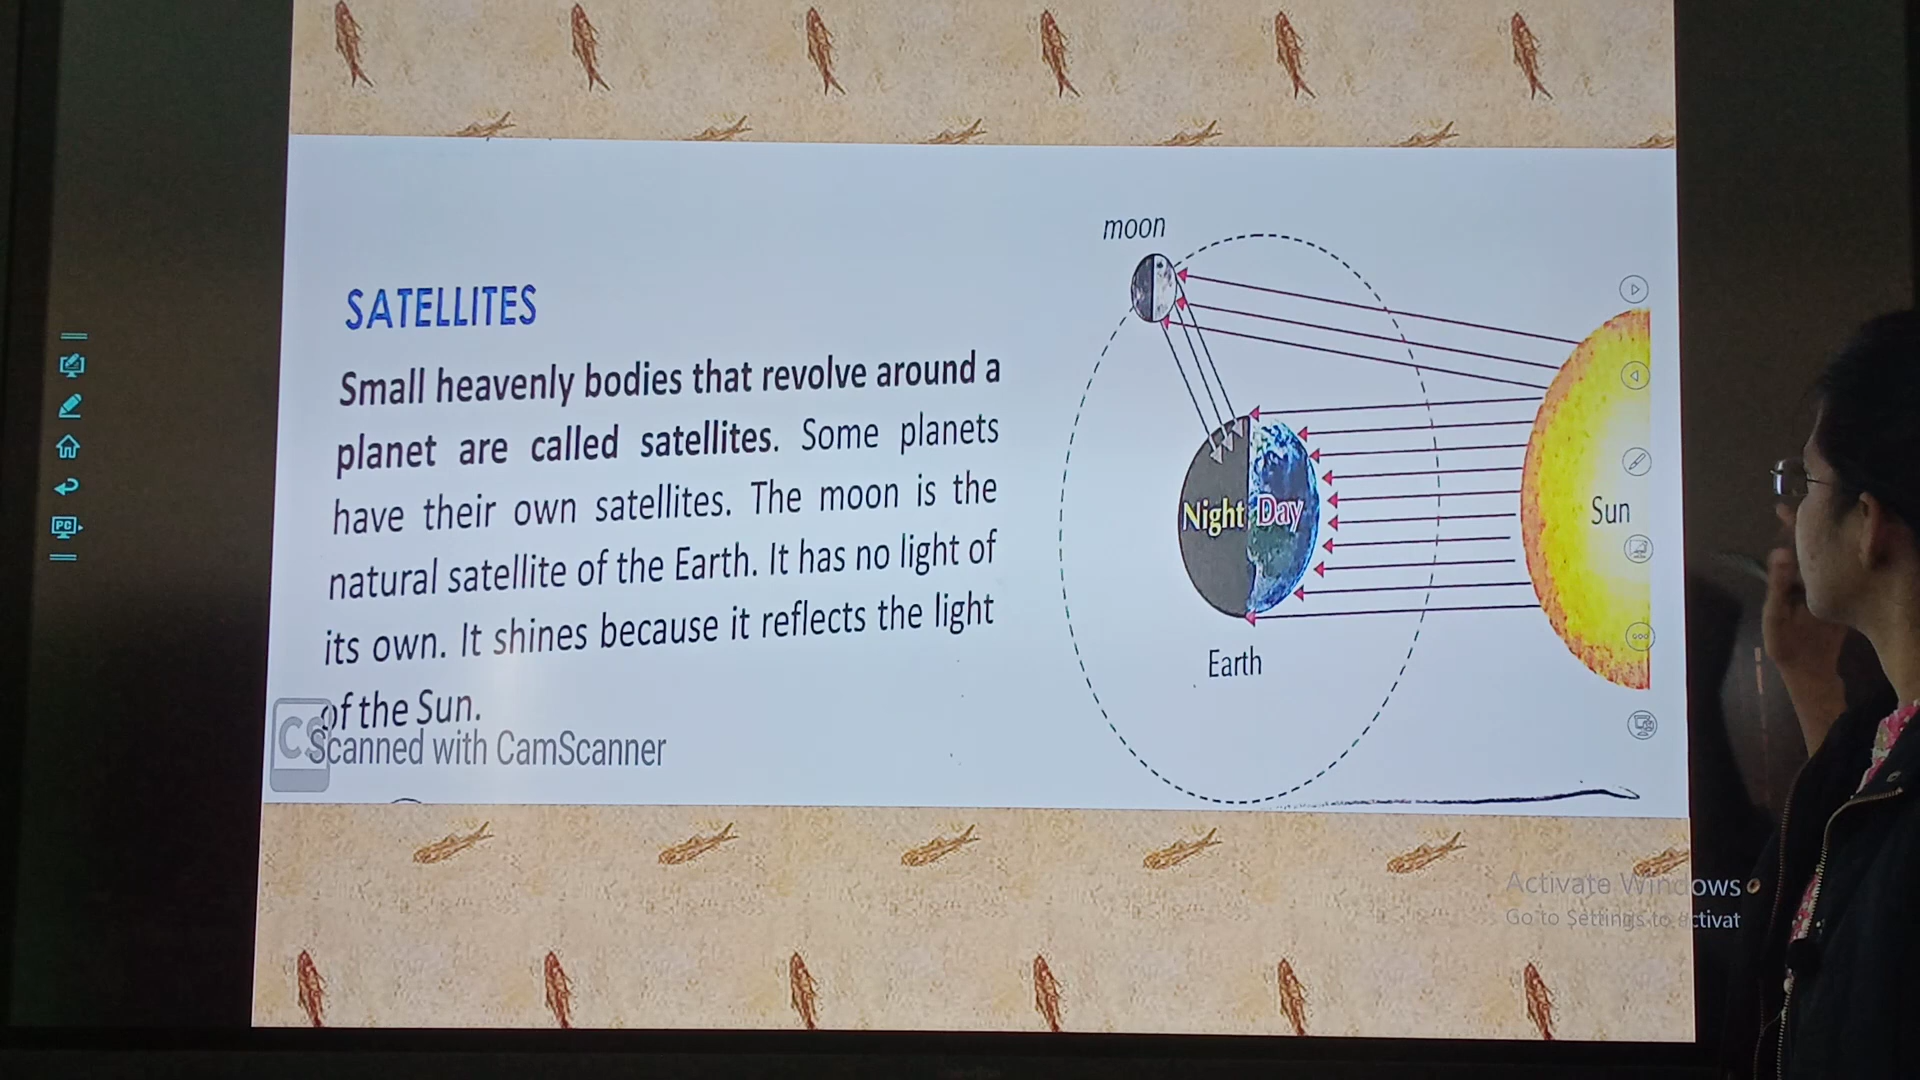 SATELLITES
Small heavenly bodies that revolve around a
planet are called satellites. Some planets
have their own satellites. The moon is the
natural satellite of the Earth. It has no light of
its own. It shines because it reflects the light
of the Sun.
CS
Scanned with CamScanner
moon
Night Day
Sun
Earth
Activate Windows
Go to Settings to activat
PC